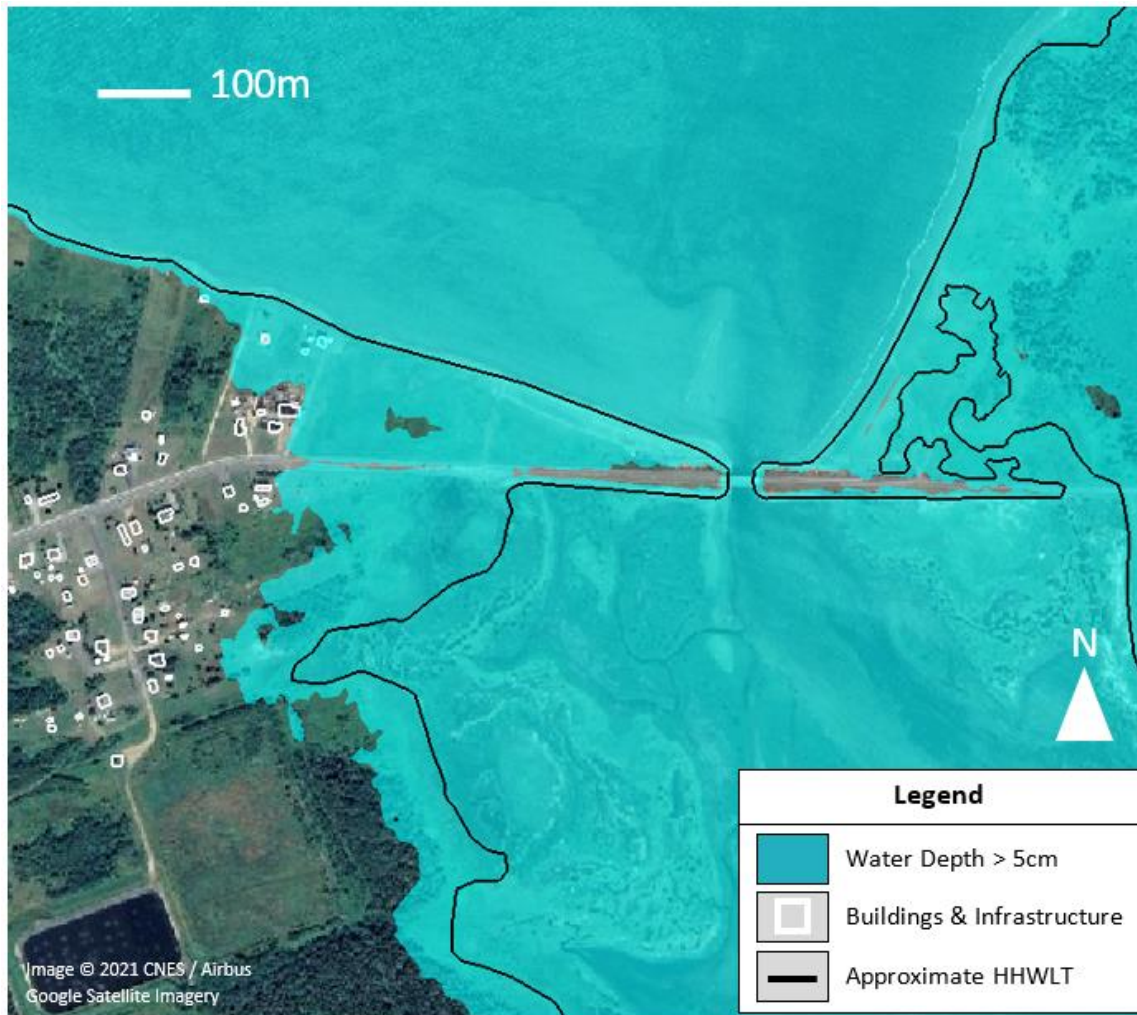 100m
N
Legend
Water Depth > 5cm
Buildings & Infrastructure
Approximate HHWLT
Image © 2021 CNES / Airbus
Google Satellite Imagery